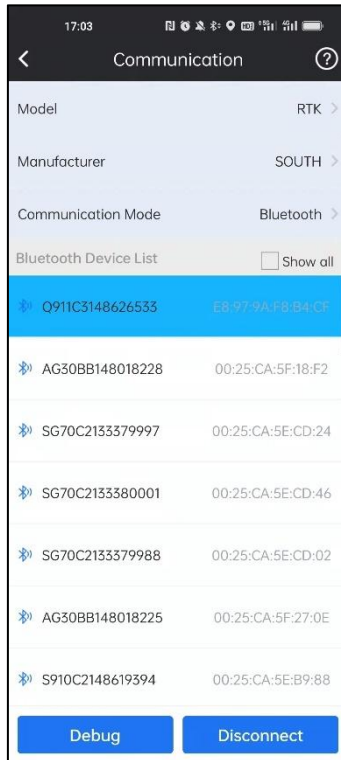 17:03
Communication
Model RTK
Manufacturer SOUTH
Communication Mode Bluetooth
Bluetooth Device List Show all
Q911C3148626533 E8:97:9A:F8:B4:CF
AG30BB148018228 00:25:CA:5F:18:F2
SG70C2133379997 00:25:CA:5E:CD:24
SG70C2133380001 00:25:CA:5E:CD:46
SG70C2133379988 00:25:CA:5E:CD:02
AG30BB148018225 00:25:CA:5F:27:0E
S910C2148619394 00:25:CA:5E:B9:88
Debug Disconnect